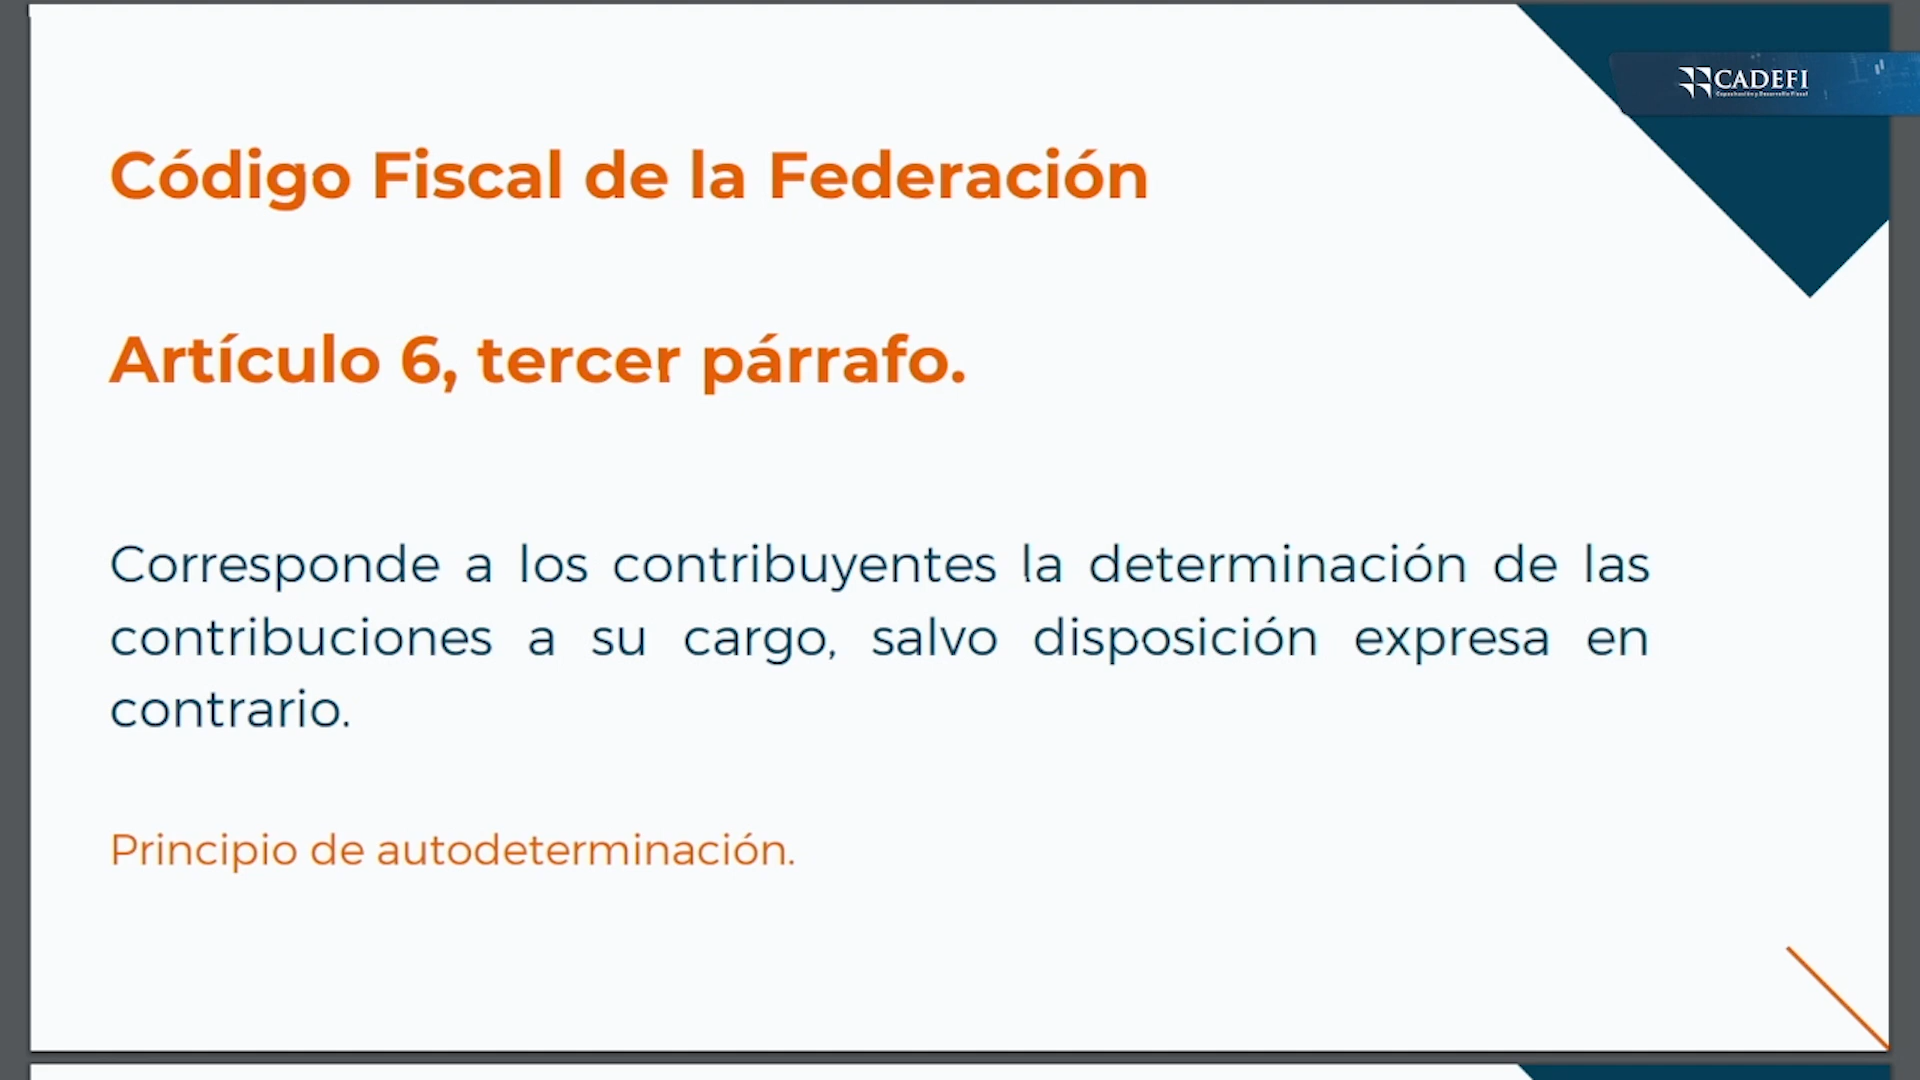 CADEFI
Capacitación y Desarrollo Fiscal
Código Fiscal de la Federación
Artículo 6, tercer párrafo.
Corresponde a los contribuyentes la determinación de las
contribuciones a su cargo, salvo disposición expresa en
contrario.
Principio de autodeterminación.